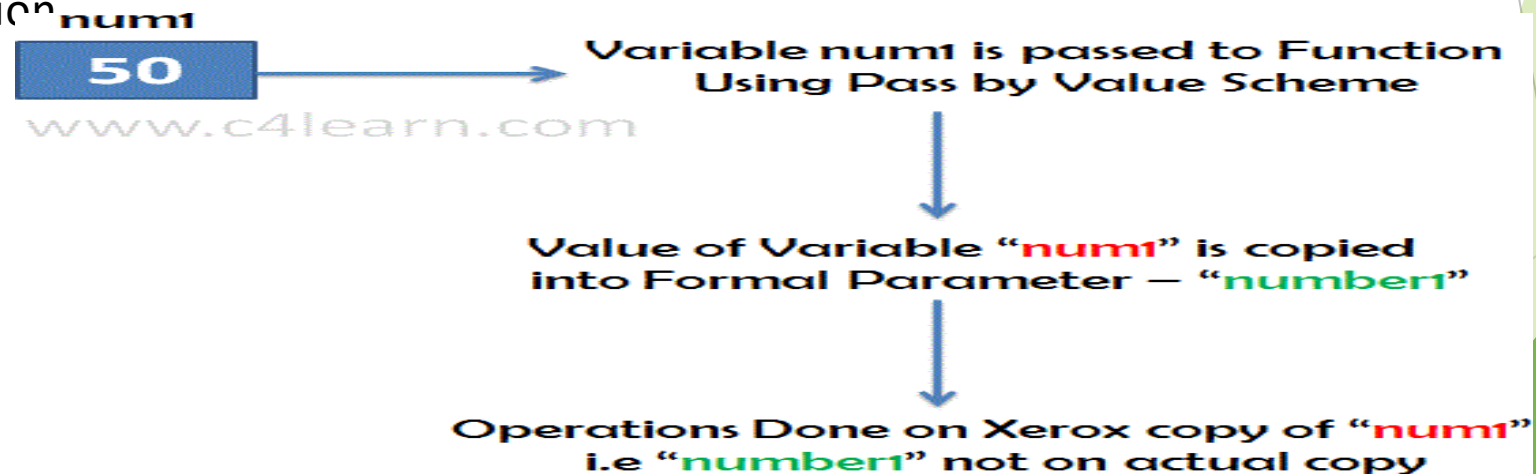 num1
50
Variable num1 is passed to Function
Using Pass by Value Scheme
www.c4learn.com
Value of Variable “num1” is copied
into Formal Parameter – “number1”
Operations Done on Xerox copy of “num1”
i.e “number1” not on actual copy